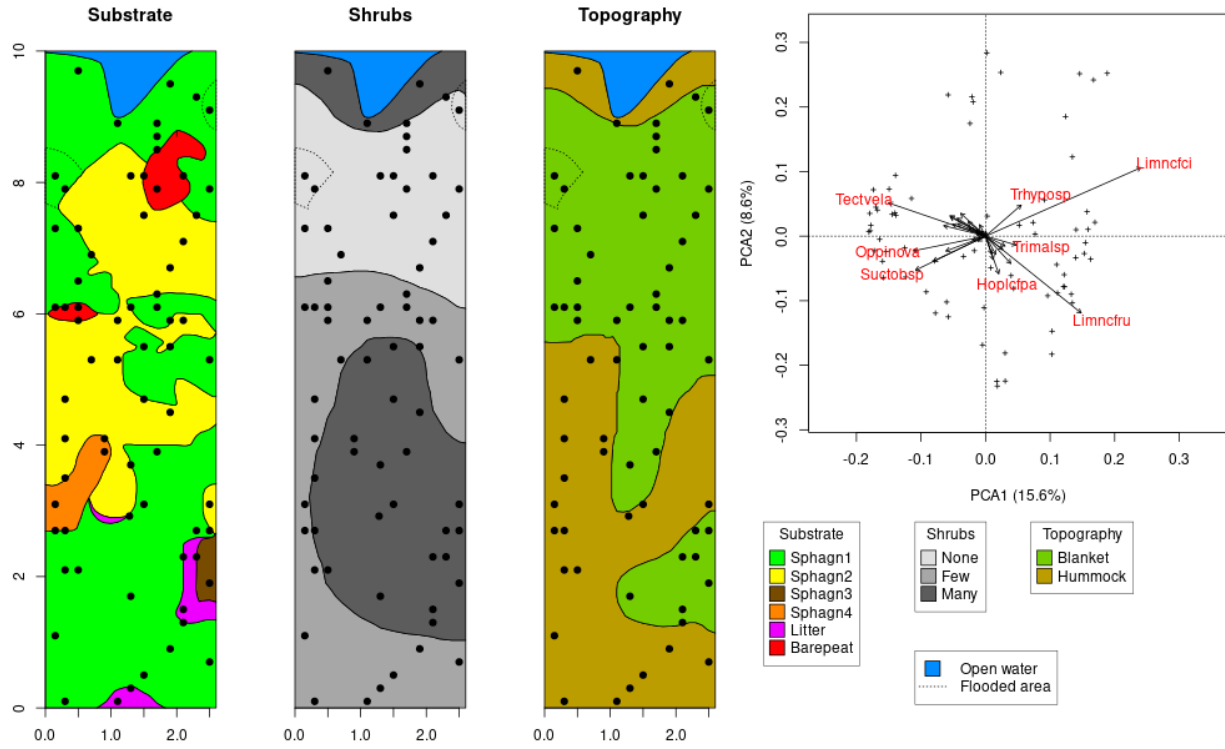 Substrate
Shrubs
Topography
10
8
6
4
2
0
0.0 1.0 2.0
0.0 1.0 2.0
0.0 1.0 2.0
0.3
0.2
0.1
0.0
-0.1
-0.2
-0.3
PCA2 (8.6%)
Limncfci
Trhyposp
Tectvela
Trimalsp
Oppinova
Suctobsp
Hoplcfpa
Limncfru
-0.2 -0.1 0.0 0.1 0.2 0.3
PCA1 (15.6%)
Substrate
Sphagn1
Sphagn2
Sphagn3
Sphagn4
Litter
Barepeat
Shrubs
None
Few
Many
Topography
Blanket
Hummock
Open water
Flooded area